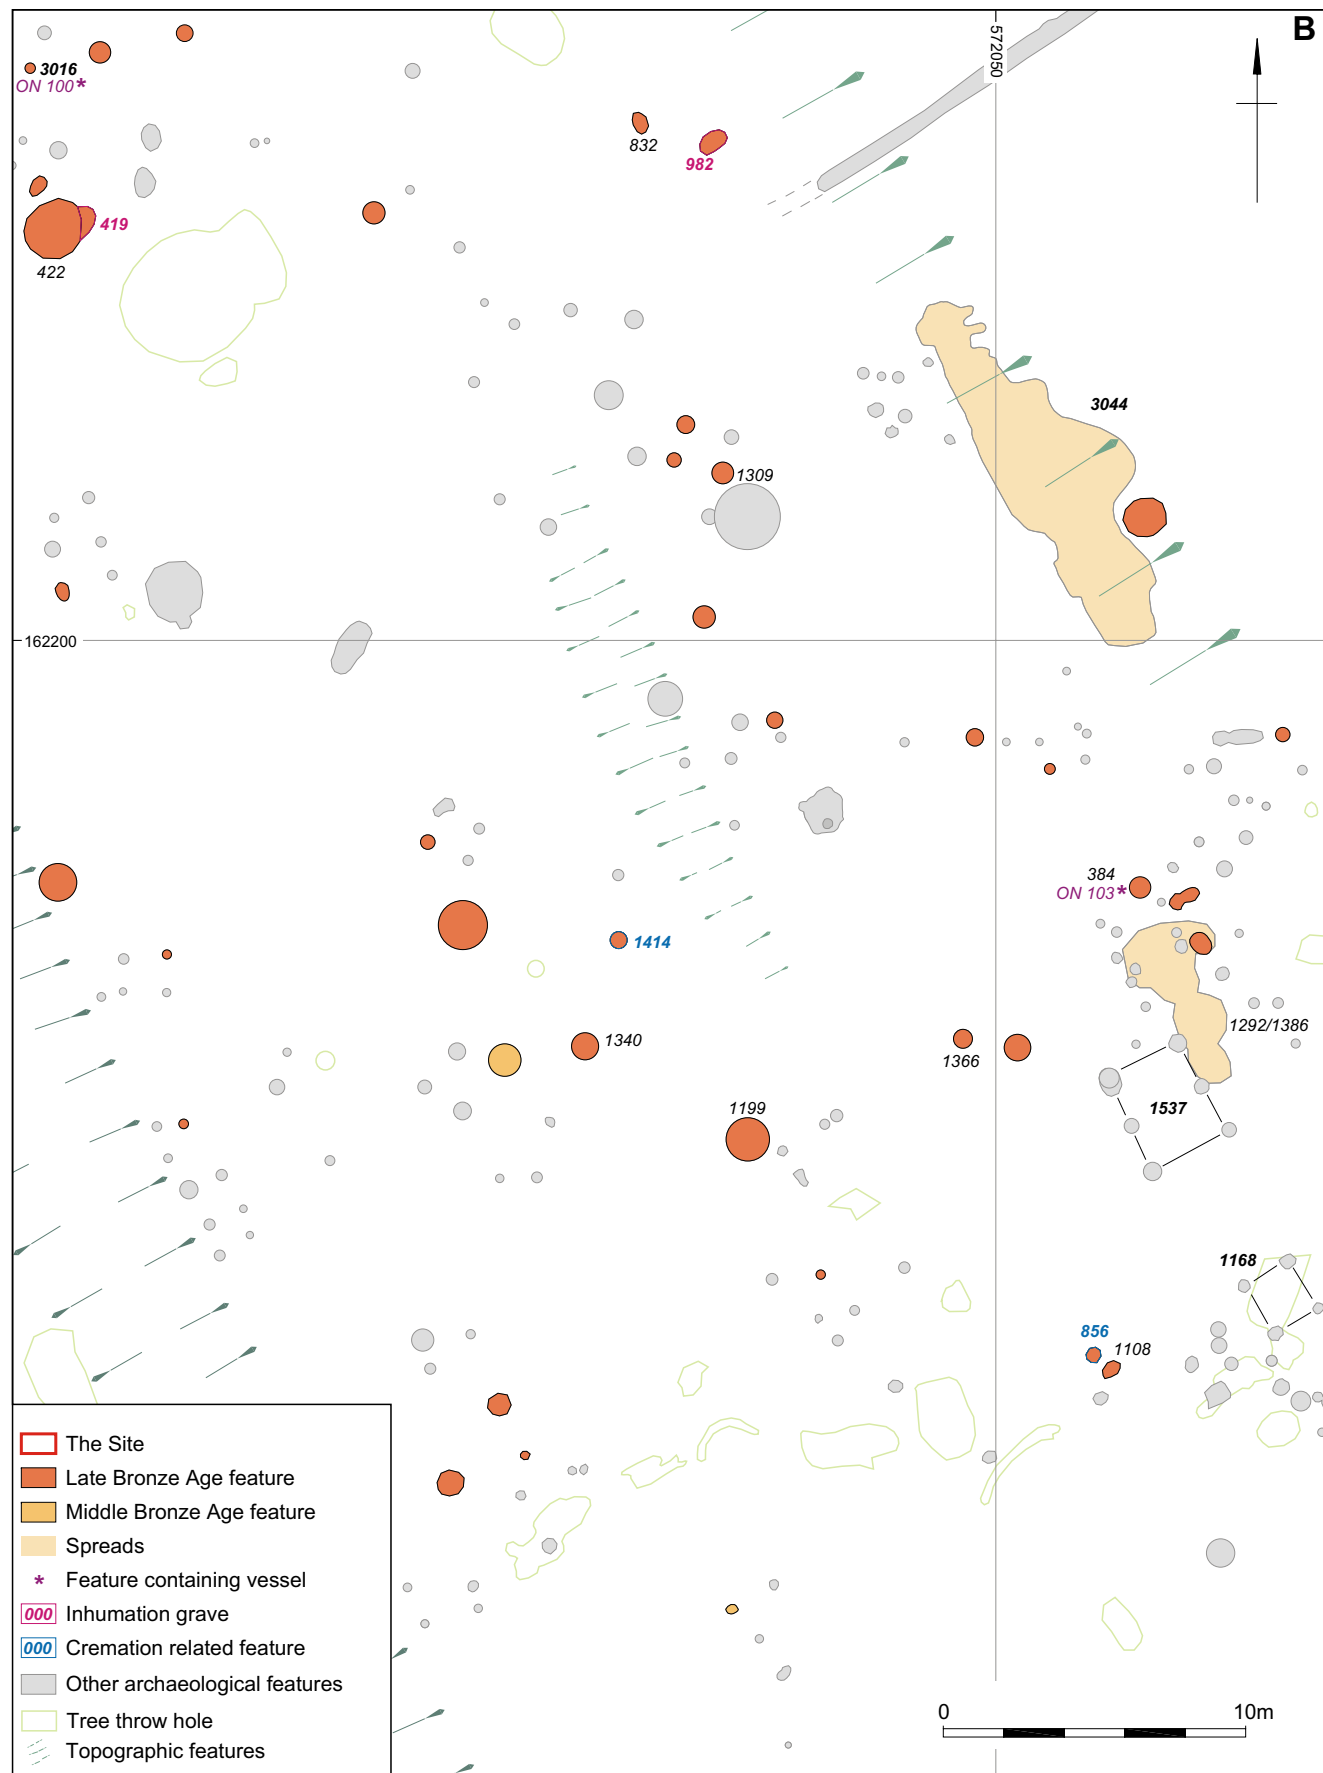 B
572050
3016
ON 100*
832
982
419
422
3044
1309
162200
384
ON 103*
1414
1292/1386
1340
1366
1199
1537
1168
856
1108
The Site
Late Bronze Age feature
Middle Bronze Age feature
Spreads
* Feature containing vessel
000 Inhumation grave
000 Cremation related feature
Other archaeological features
Tree throw hole
Topographic features
0 10m